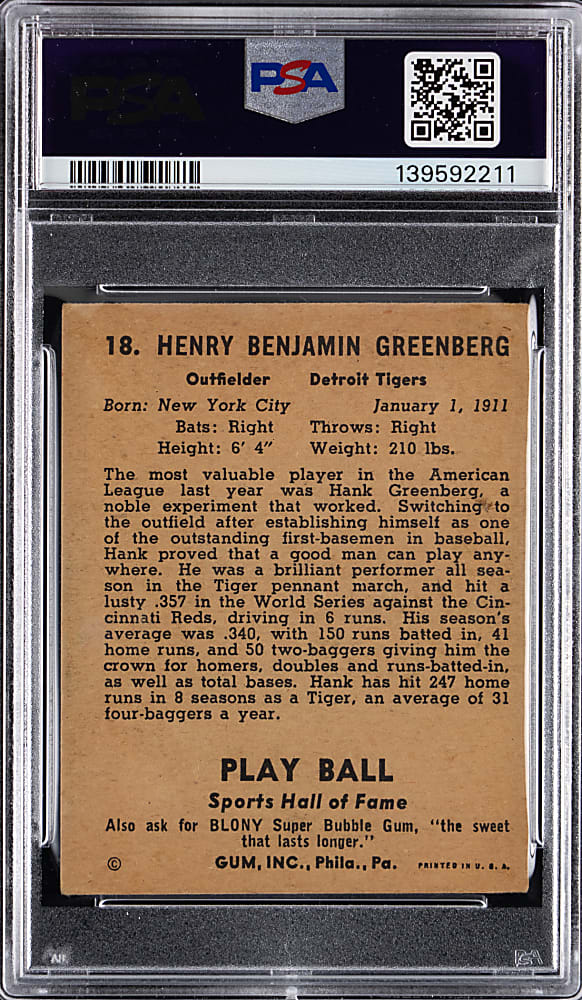 PSA
PSA
139592211
18. HENRY BENJAMIN GREENBERG
Outfielder Detroit Tigers
Born: New York City January 1, 1911
Bats: Right Throws: Right
Height: 6' 4" Weight: 210 lbs.
The most valuable player in the American
League last year was Hank Greenberg, a
noble experiment that worked. Switching to
the outfield after establishing himself as one
of the outstanding first-basemen in baseball,
Hank proved that a good man can play any-
where. He was a brilliant performer all sea-
son in the Tiger pennant march, and hit a
lusty .357 in the World Series against the Cin-
cinnati Reds, driving in 6 runs. His season's
average was .340, with 150 runs batted in, 41
home runs, and 50 two-baggers giving him the
crown for homers, doubles and runs-batted-in,
as well as total bases. Hank has hit 247 home
runs in 8 seasons as a Tiger, an average of 31
four-baggers a year.
PLAY BALL
Sports Hall of Fame
Also ask for BLONY Super Bubble Gum, "the sweet
that lasts longer."
© GUM, INC., Phila., Pa. PRINTED IN U. S. A.
PSA